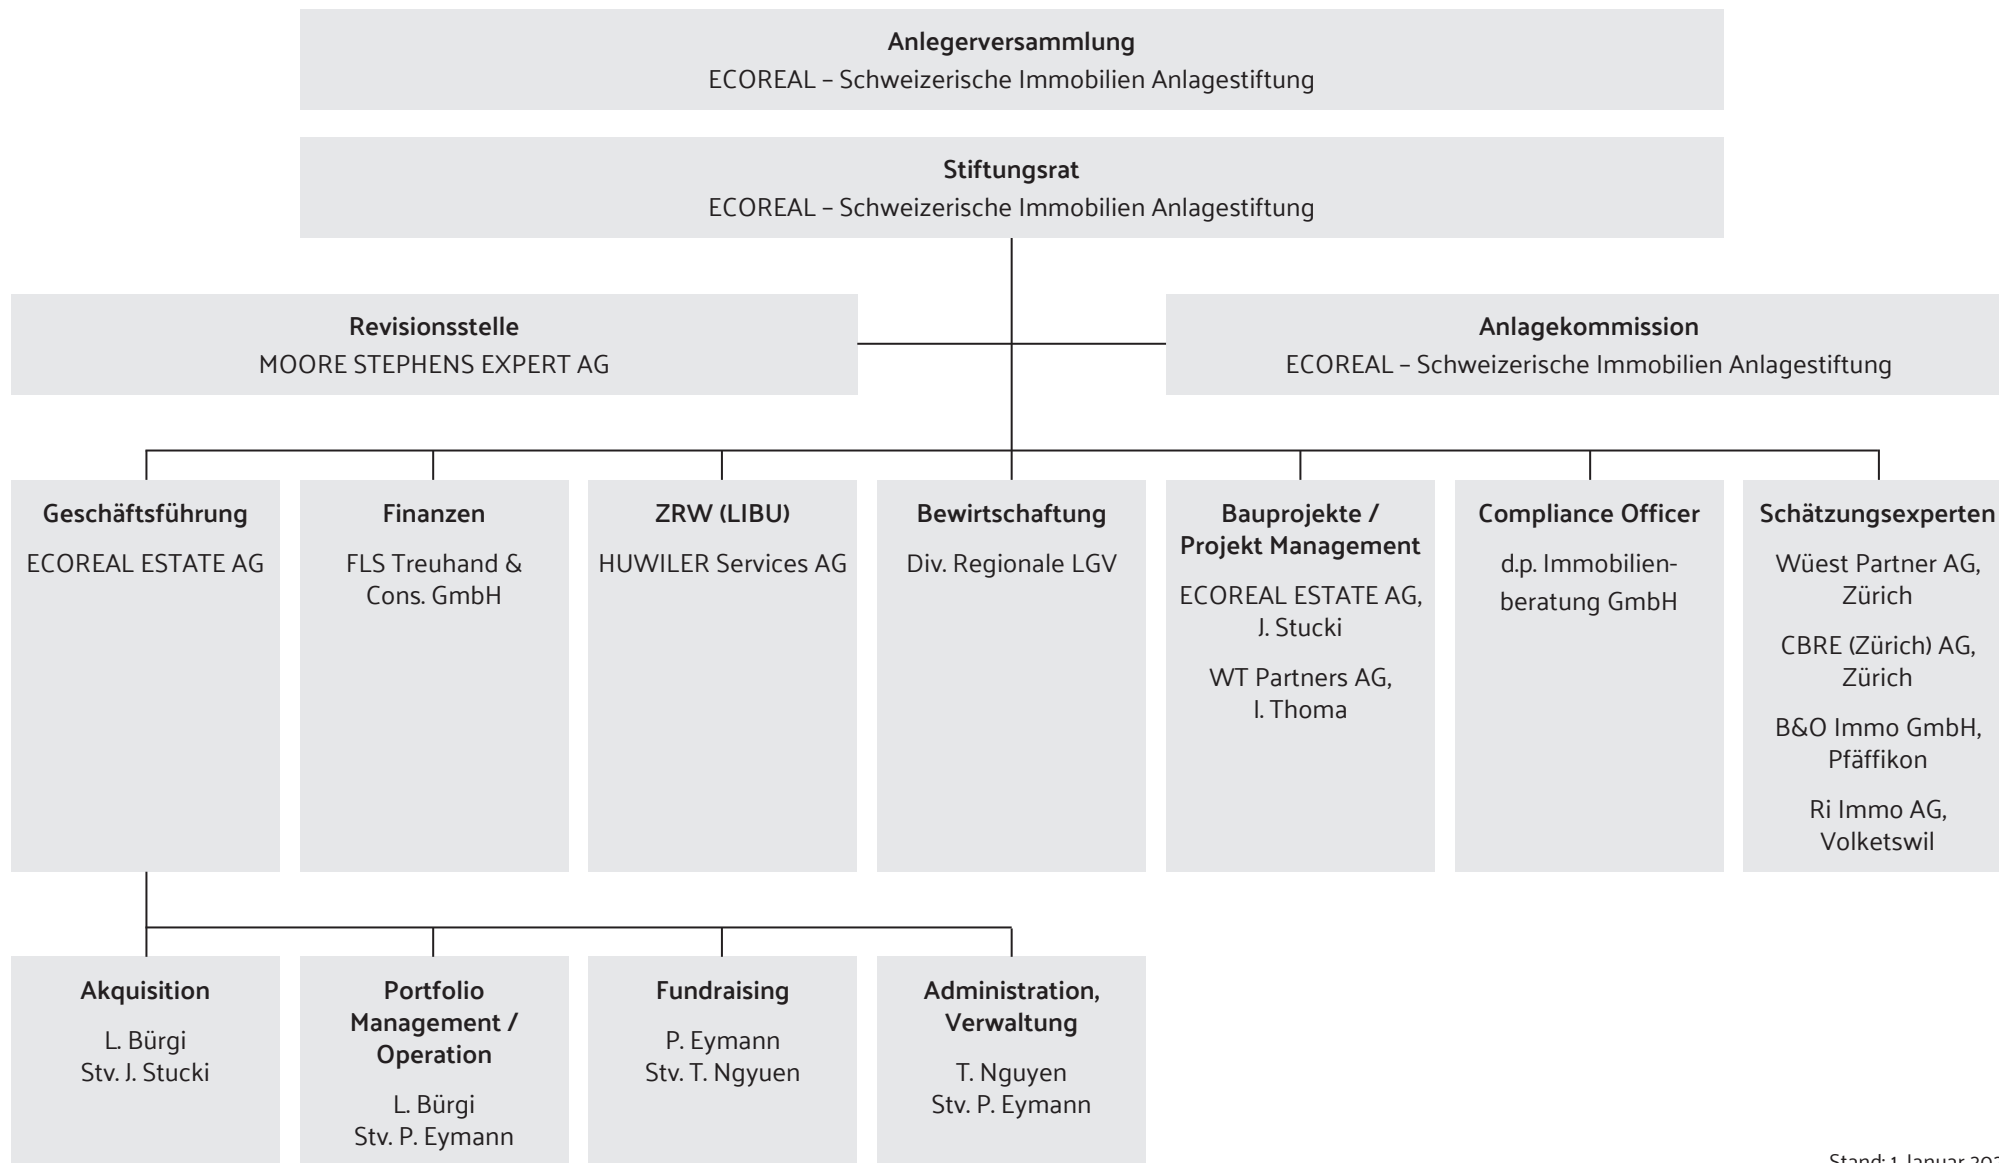 Anlegerversammlung
ECOREAL – Schweizerische Immobilien Anlagestiftung
Stiftungsrat
ECOREAL – Schweizerische Immobilien Anlagestiftung
Revisionsstelle
MOORE STEPHENS EXPERT AG
Anlagekommission
ECOREAL – Schweizerische Immobilien Anlagestiftung
Geschäftsführung
ECOREAL ESTATE AG
Finanzen
FLS Treuhand &
Cons. GmbH
ZRW (LIBU)
HUWILER Services AG
Bewirtschaftung
Div. Regionale LGV
Bauprojekte /
Projekt Management
ECOREAL ESTATE AG,
J. Stucki
WT Partners AG,
I. Thoma
Compliance Officer
d.p. Immobilien-
beratung GmbH
Schätzungsexperten
Wüest Partner AG,
Zürich
CBRE (Zürich) AG,
Zürich
B&O Immo GmbH,
Pfäffikon
Ri Immo AG,
Volketswil
Akquisition
L. Bürgi
Stv. J. Stucki
Portfolio
Management /
Operation
L. Bürgi
Stv. P. Eymann
Fundraising
P. Eymann
Stv. T. Ngyuen
Administration,
Verwaltung
T. Nguyen
Stv. P. Eymann
Stand: 1. Januar